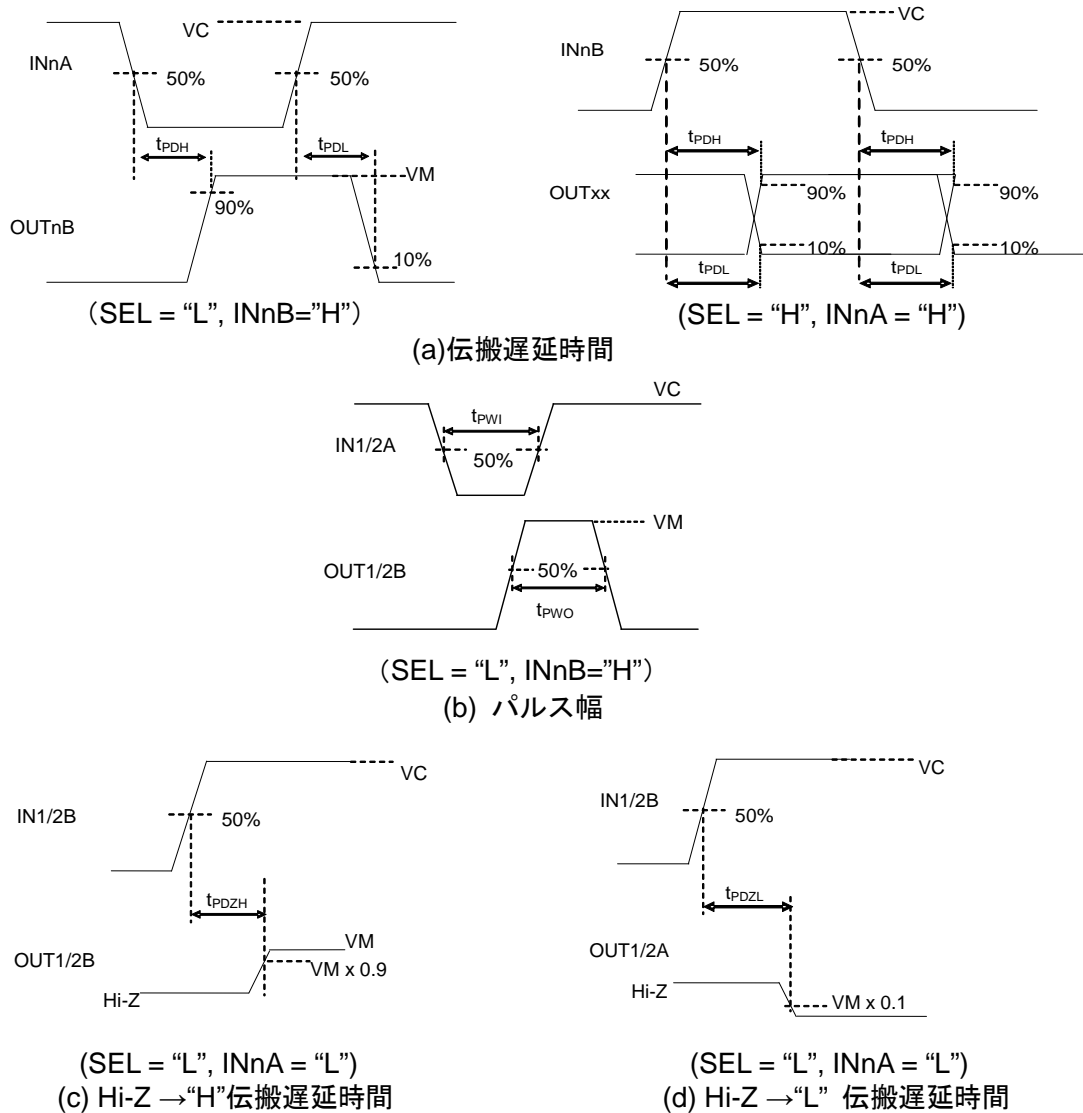 VC
INnA
50%
50%
tPDH
tPDL
VM
90%
OUTnB
10%
（SEL = “L”, INnB=”H”）
VC
INnB
50%
50%
tPDH
tPDH
OUTxx
90%
90%
10%
10%
tPDL
tPDL
(SEL = “H”, INnA = “H”)
(a)伝搬遅延時間
VC
tPWI
IN1/2A
50%
VM
OUT1/2B
50%
tPWO
（SEL = “L”, INnB=”H”）
(b) パルス幅
VC
IN1/2B
50%
tPDZH
VM
OUT1/2B
VM x 0.9
Hi-Z
(SEL = “L”, INnA = “L”)
(c) Hi-Z →“H”伝搬遅延時間
VC
IN1/2B
50%
tPDZL
OUT1/2A
Hi-Z
VM x 0.1
(SEL = “L”, INnA = “L”)
(d) Hi-Z →“L” 伝搬遅延時間